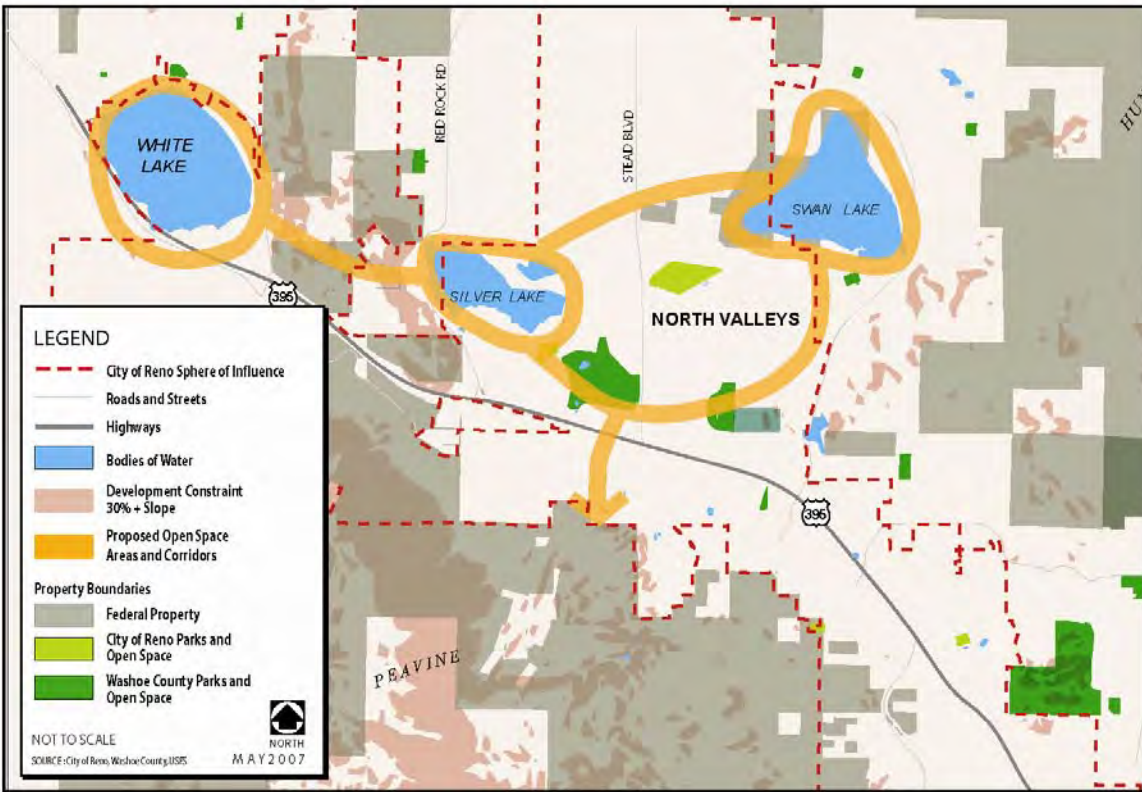 WHITE
LAKE
RED ROCK RD
STEAD BLVD
SWAN LAKE
SILVER LAKE
395
NORTH VALLEYS
395
PEAVINE
LEGEND
City of Reno Sphere of Influence
Roads and Streets
Highways
Bodies of Water
Development Constraint
30% + Slope
Proposed Open Space
Areas and Corridors
Property Boundaries
Federal Property
City of Reno Parks and
Open Space
Washoe County Parks and
Open Space
NOT TO SCALE
SOURCE: City of Reno, Washoe County, USFS
NORTH
MAY 2007